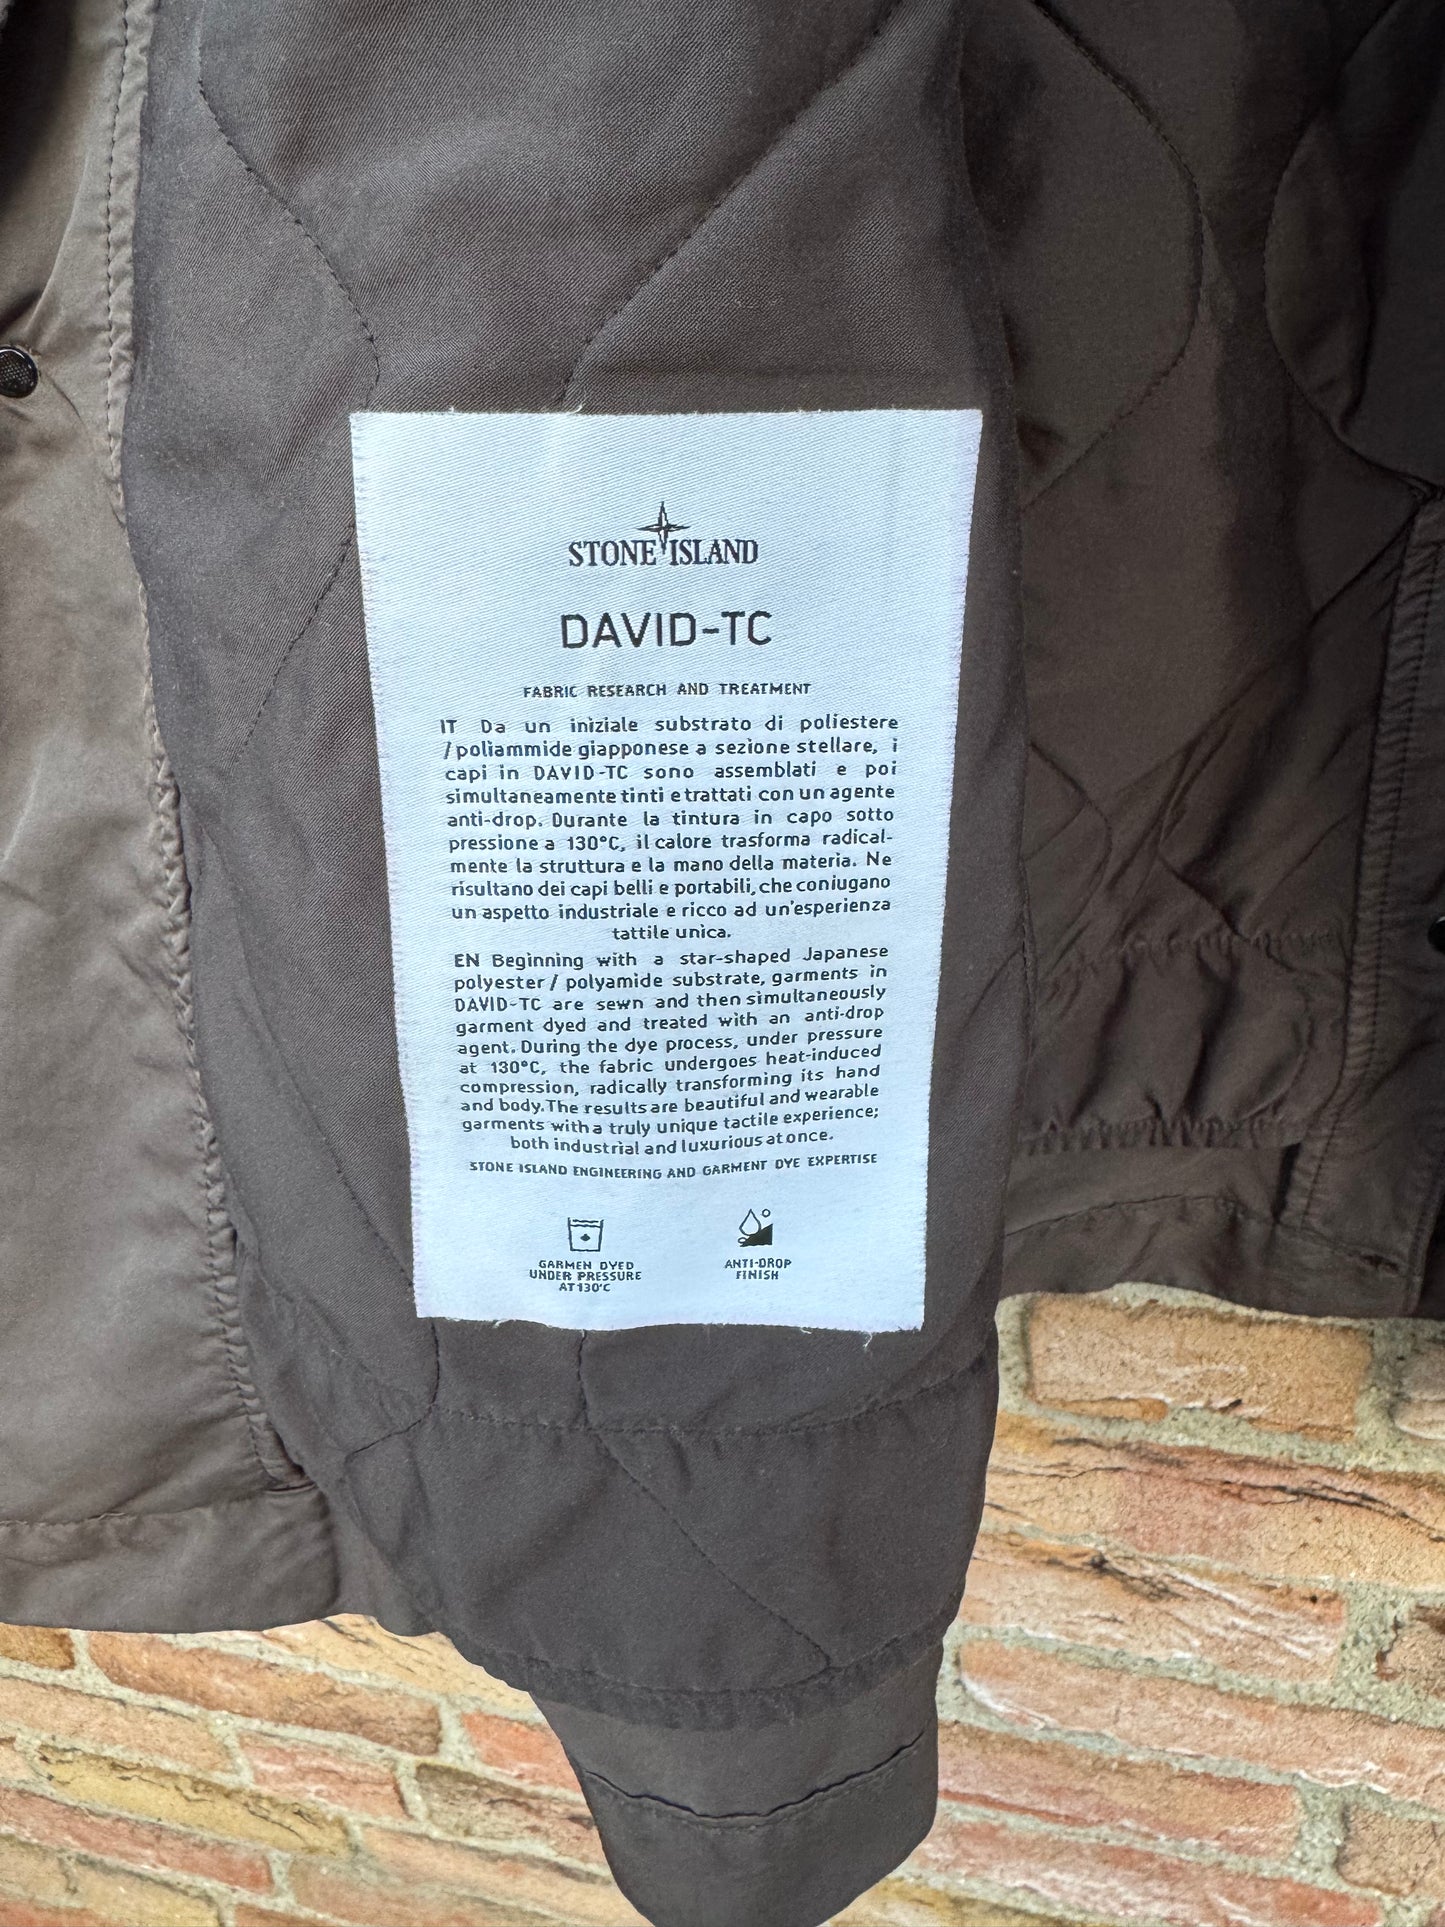 STONE ISLAND
DAVID-TC
FABRIC RESEARCH AND TREATMENT
IT Da un iniziale substrato di poliestere
/poliammide giapponese a sezione stellare, i
capi in DAVID-TC sono assemblati e poi
simultaneamente tinti e trattati con un agente
anti-drop. Durante la tintura in capo sotto
pressione a 130°C, il calore trasforma radical-
mente la struttura e la mano della materia. Ne
risultano dei capi belli e portabili, che coniugano
un aspetto industriale e ricco ad un'esperienza
tattile unica.
EN Beginning with a star-shaped Japanese
polyester / polyamide substrate, garments in
DAVID-TC are sewn and then simultaneously
garment dyed and treated with an anti-drop
agent. During the dye process, under pressure
at 130°C, the fabric undergoes heat-induced
compression, radically transforming its hand
and body. The results are beautiful and wearable
garments with a truly unique tactile experience;
both industrial and luxurious at once.
STONE ISLAND ENGINEERING AND GARMENT DYE EXPERTISE
GARMEN DYED
UNDER PRESSURE
AT 130°C
ANTI-DROP
FINISH